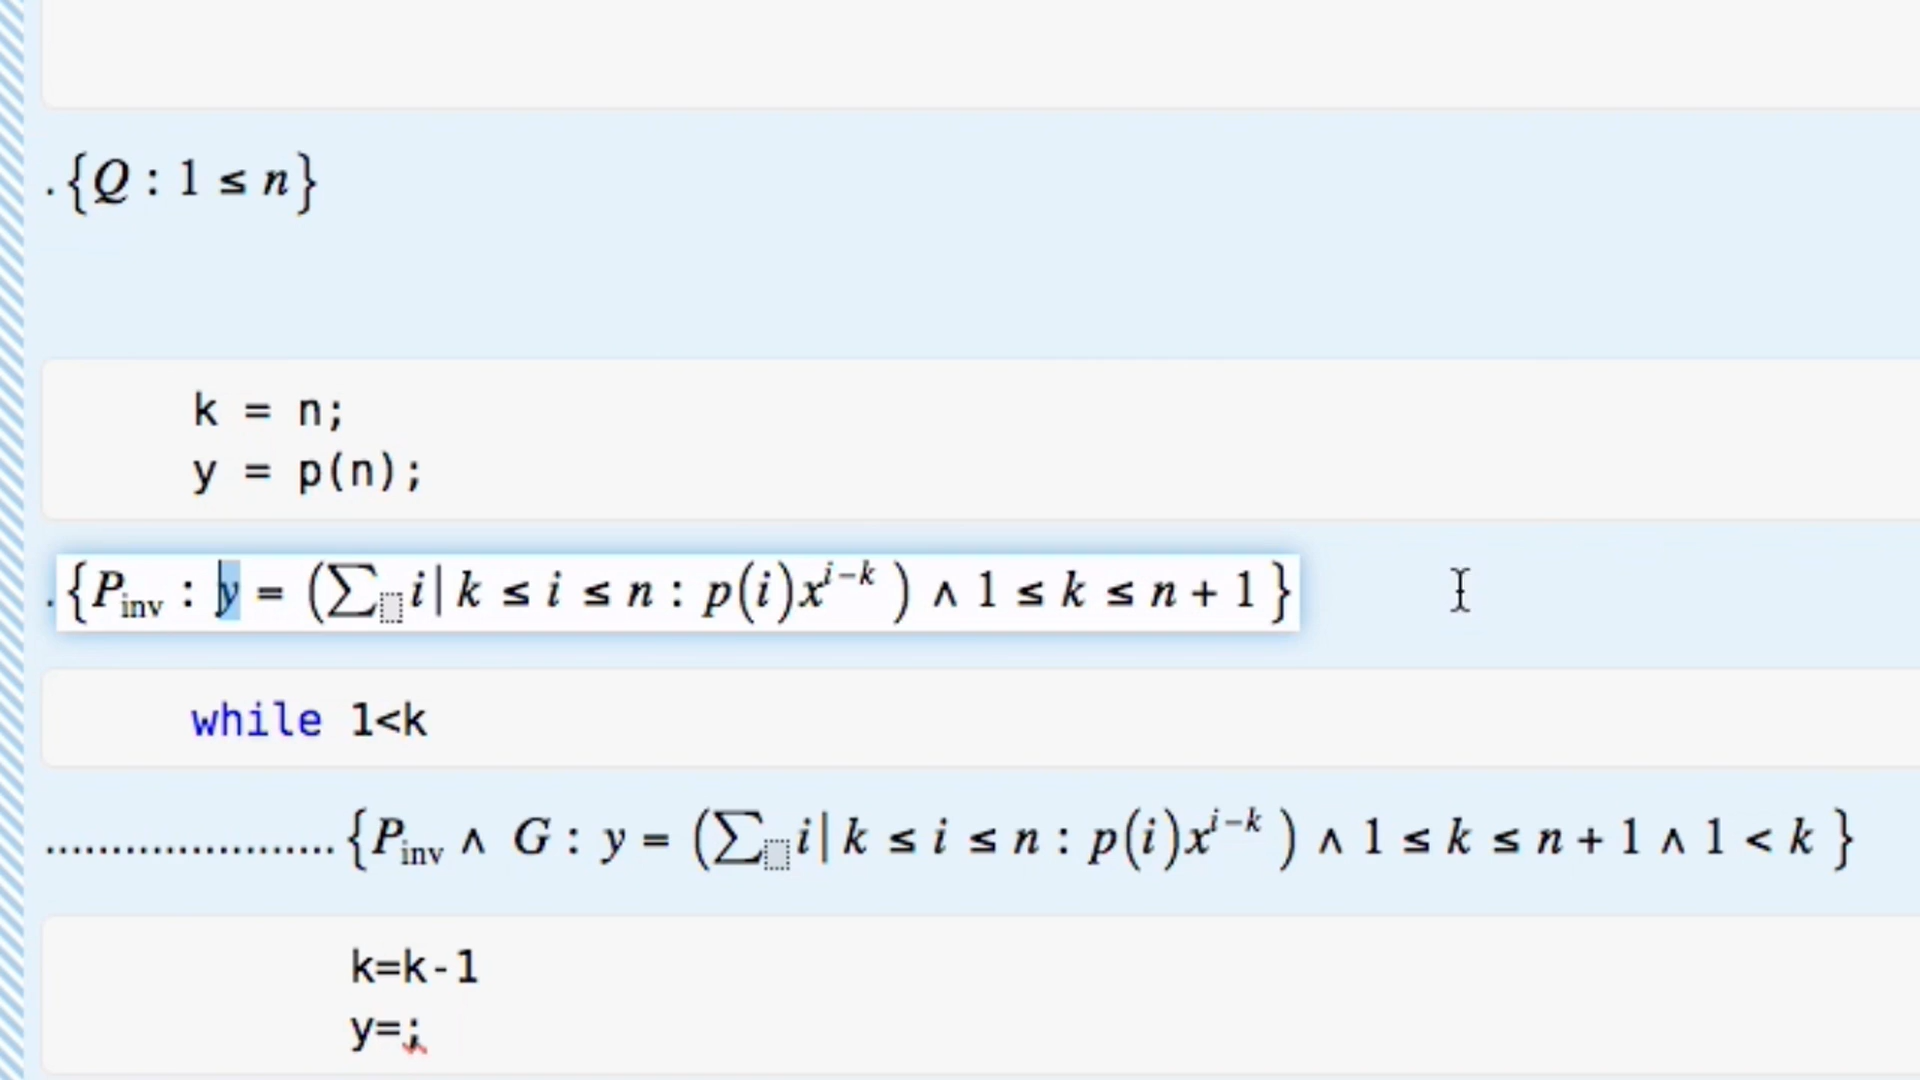 .{Q : 1 ≤ n}
k = n;
y = p(n);
.{P_inv : y = (∑ i | k ≤ i ≤ n : p(i)x^{i−k} ) ∧ 1 ≤ k ≤ n + 1 }
while 1<k
......................{P_inv ∧ G : y = (∑ i | k ≤ i ≤ n : p(i)x^{i−k} ) ∧ 1 ≤ k ≤ n + 1 ∧ 1 < k }
k=k-1
y=;